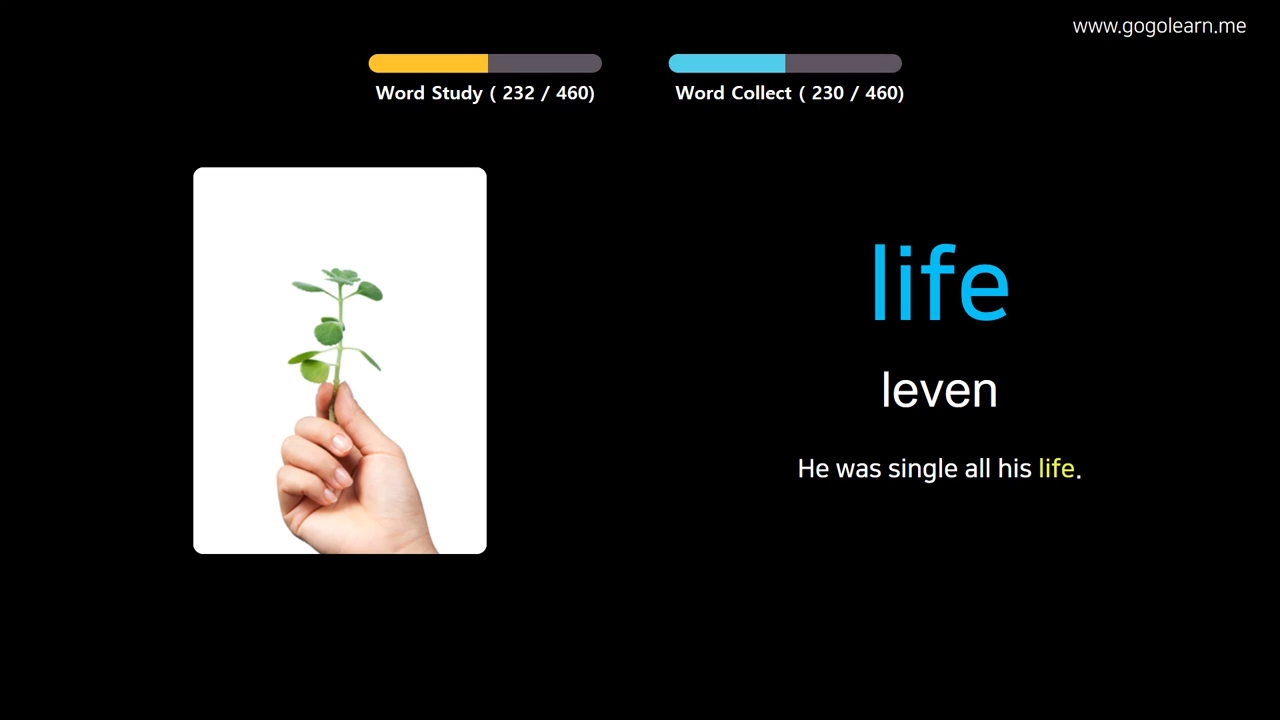 www.gogolearn.me
Word Study ( 232 / 460)
Word Collect ( 230 / 460)
life
leven
He was single all his life.